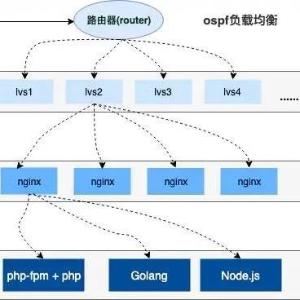 路由器(router)
ospf负载均衡
lvs1
lvs2
lvs3
lvs4
......
nginx
nginx
nginx
nginx
php-fpm + php
Golang
Node.js